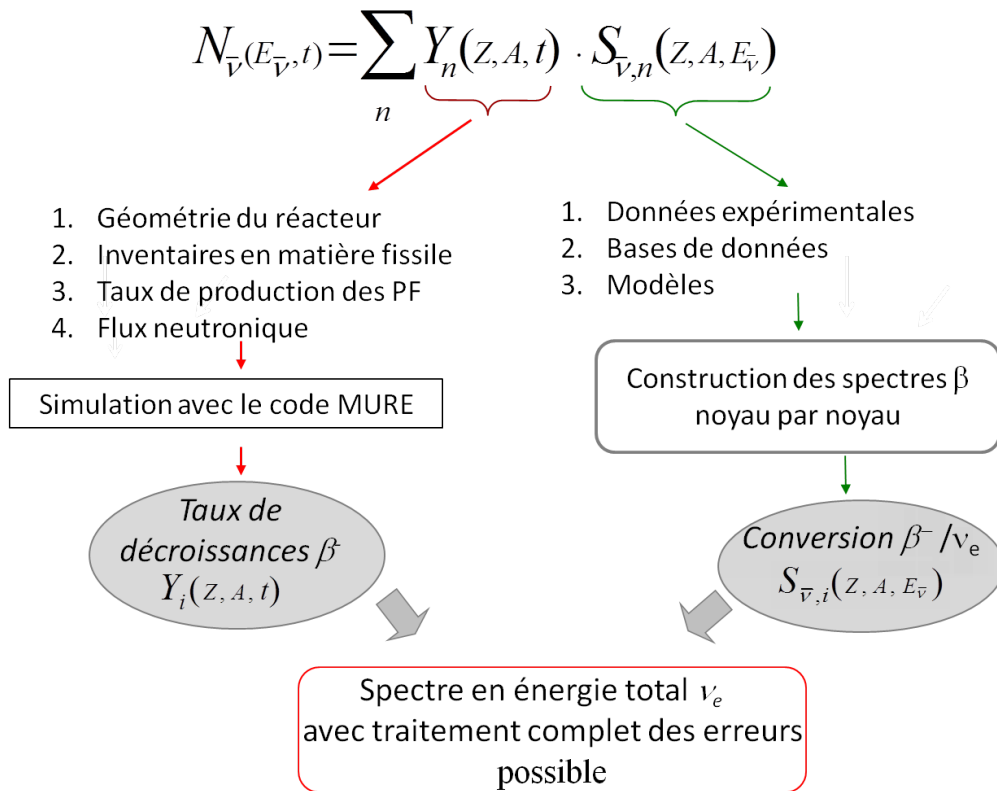 N_ν̅(E_ν̅,t) = ∑ Y_n(Z,A,t) · S_ν̅,n(Z,A,E_ν̅)
n
1. Géométrie du réacteur
2. Inventaires en matière fissile
3. Taux de production des PF
4. Flux neutronique
Simulation avec le code MURE
Taux de
décroissances β⁻
Y_i(Z,A,t)
1. Données expérimentales
2. Bases de données
3. Modèles
Construction des spectres β
noyau par noyau
Conversion β⁻/ν_e
S_ν̅,i(Z,A,E_ν̅)
Spectre en énergie total ν_e
avec traitement complet des erreurs
possible